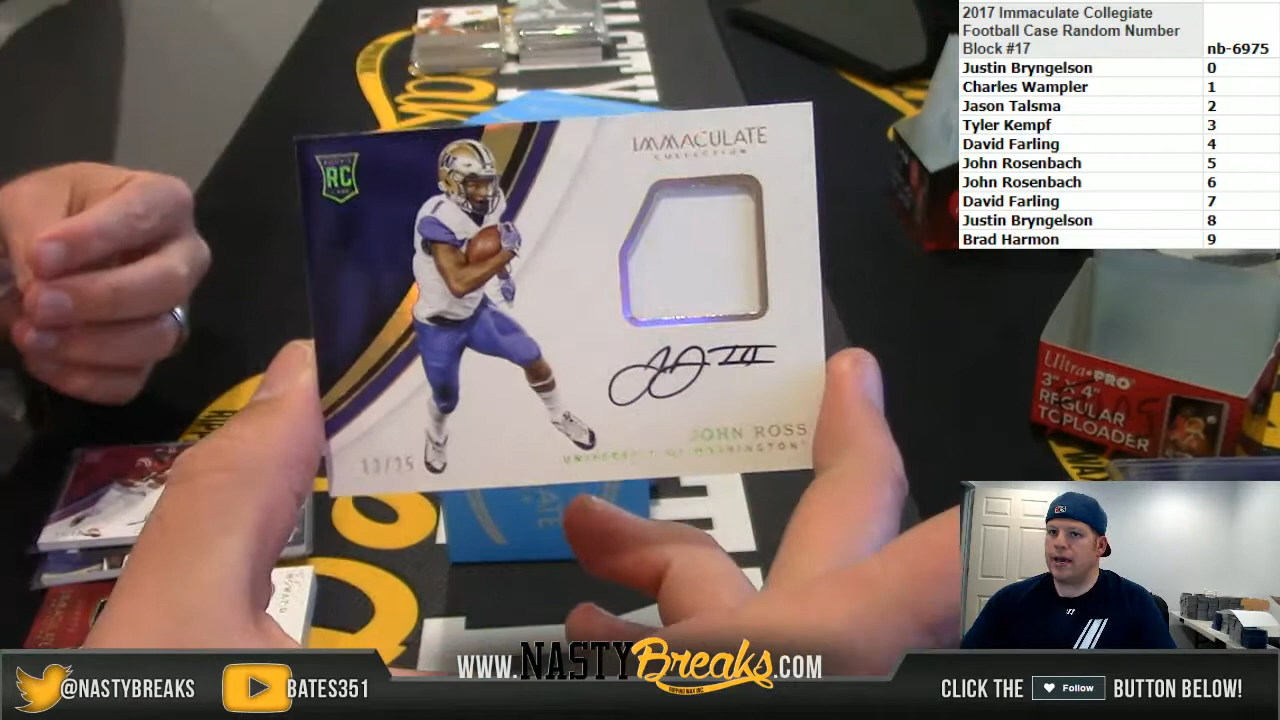 2017 Immaculate Collegiate
Football Case Random Number
Block #17 nb-6975
Justin Bryngelson 0
Charles Wampler 1
Jason Talsma 2
Tyler Kempf 3
David Farling 4
John Rosenbach 5
John Rosenbach 6
David Farling 7
Justin Bryngelson 8
Brad Harmon 9
IMMACULATE
COLLECTION
RC
JOHN ROSS
UNIVERSITY OF WASHINGTON
Ultra•PRO
3" X 4"
REGULAR
TOPLOADER
@NASTYBREAKS
BATES351
WWW.NASTYBreaks.COM
RIPPING WAX INC
CLICK THE Follow BUTTON BELOW!